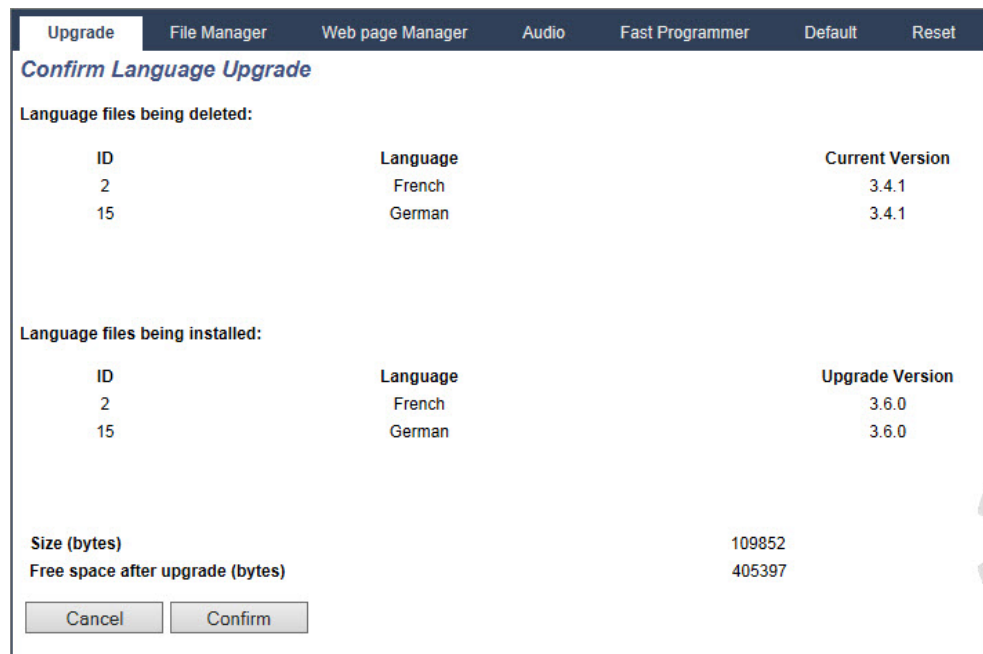 Upgrade File Manager Web page Manager Audio Fast Programmer Default Reset
Confirm Language Upgrade
Language files being deleted:
ID Language Current Version
2 French 3.4.1
15 German 3.4.1
Language files being installed:
ID Language Upgrade Version
2 French 3.6.0
15 German 3.6.0
Size (bytes) 109852
Free space after upgrade (bytes) 405397
Cancel Confirm